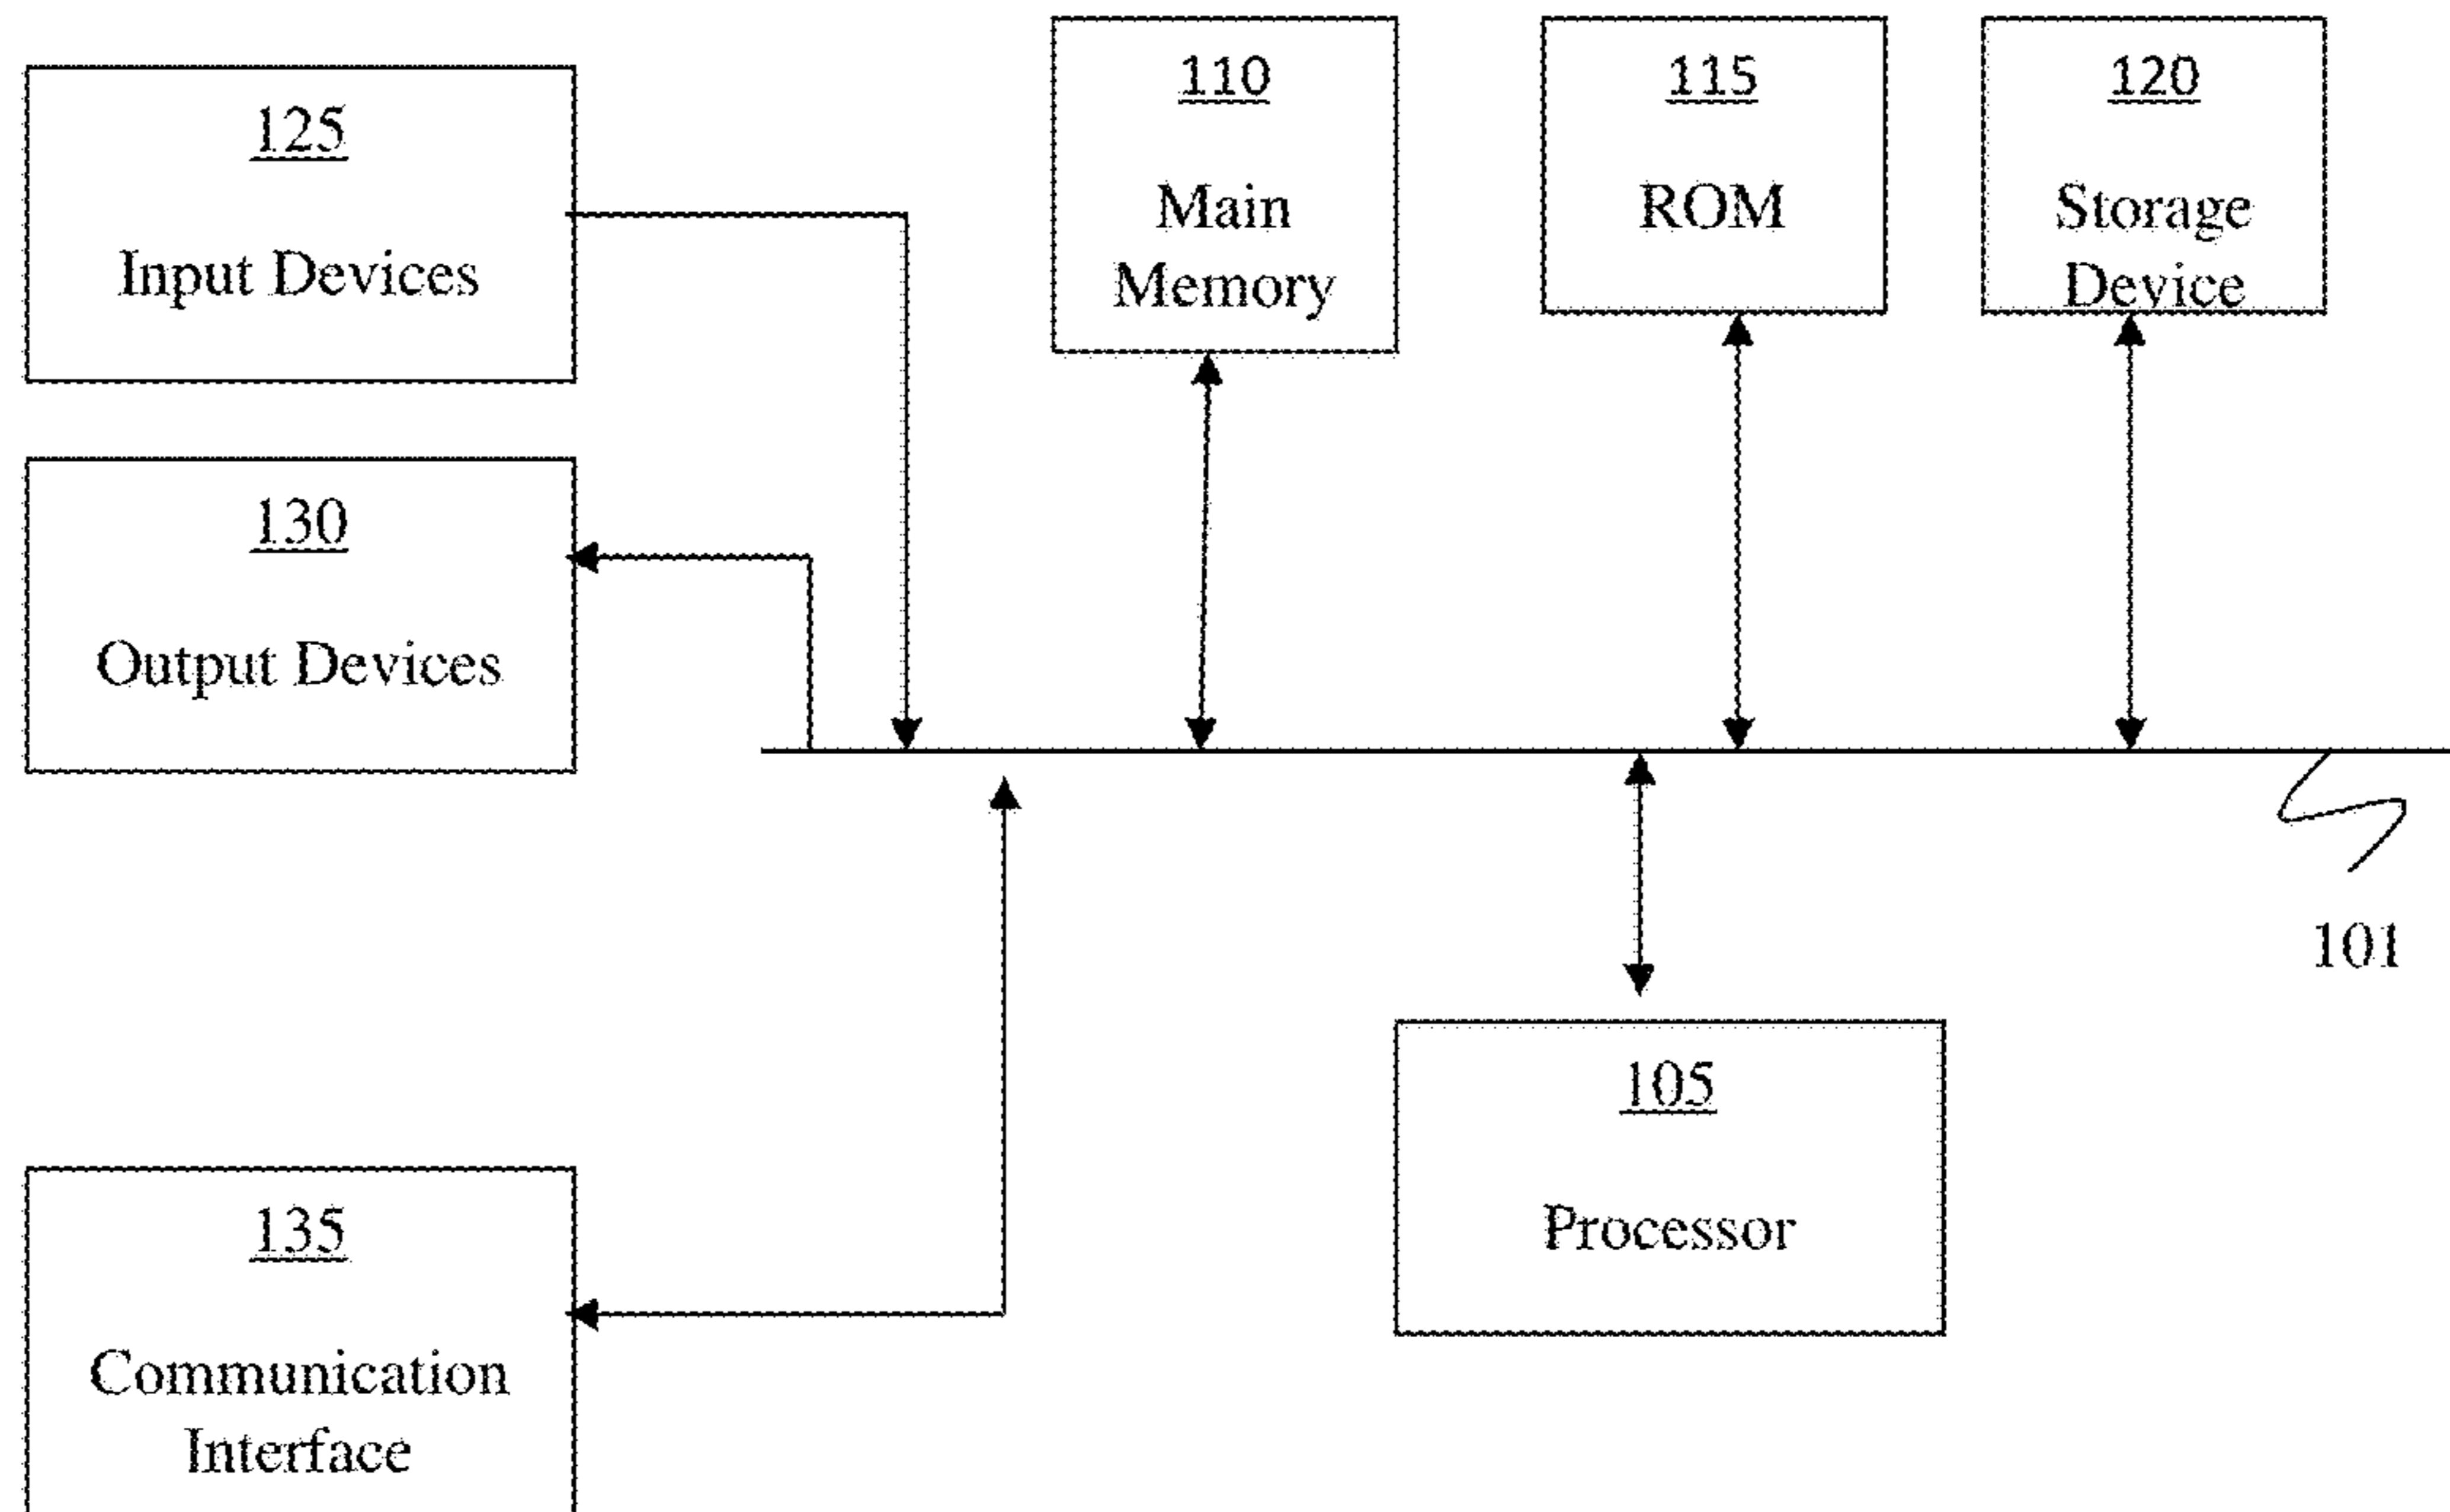 125
Input Devices
110
Main
Memory
115
ROM
120
Storage
Device
130
Output Devices
101
105
Processor
135
Communication
Interface